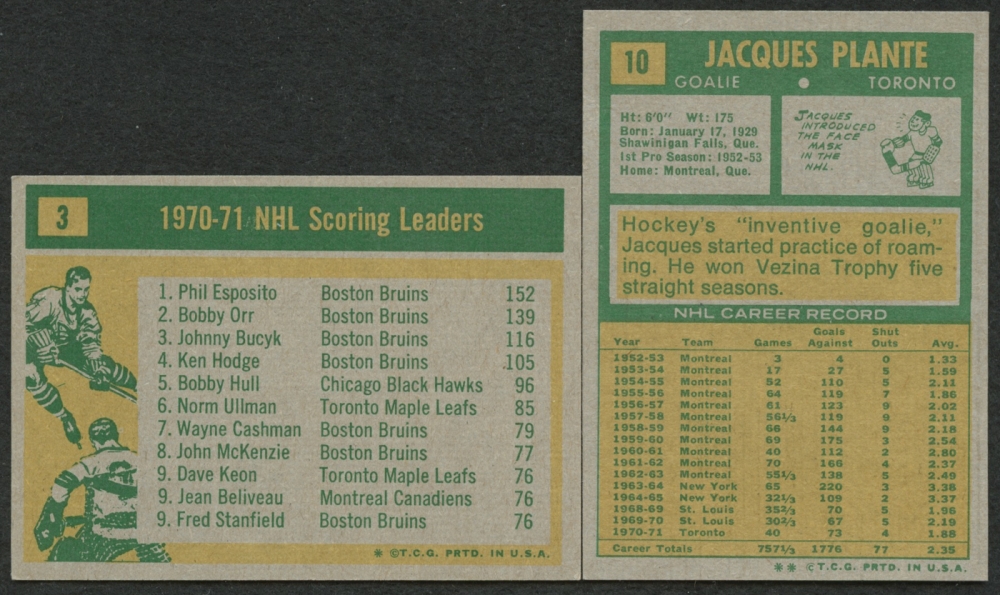 3
1970-71 NHL Scoring Leaders
1. Phil Esposito Boston Bruins 152
2. Bobby Orr Boston Bruins 139
3. Johnny Bucyk Boston Bruins 116
4. Ken Hodge Boston Bruins 105
5. Bobby Hull Chicago Black Hawks 96
6. Norm Ullman Toronto Maple Leafs 85
7. Wayne Cashman Boston Bruins 79
8. John McKenzie Boston Bruins 77
9. Dave Keon Toronto Maple Leafs 76
9. Jean Beliveau Montreal Canadiens 76
9. Fred Stanfield Boston Bruins 76
* ©T.C.G. PRTD. IN U.S.A.
10 JACQUES PLANTE
GOALIE • TORONTO
Ht: 6'0" Wt: 175
Born: January 17, 1929
Shawinigan Falls, Que.
1st Pro Season: 1952-53
Home: Montreal, Que.
JACQUES
INTRODUCED
THE FACE
MASK
IN THE
NHL.
Hockey's "inventive goalie,"
Jacques started practice of roam-
ing. He won Vezina Trophy five
straight seasons.
NHL CAREER RECORD
Year Team Games Goals Against Shut Outs Avg.
1952-53 Montreal 3 4 0 1.33
1953-54 Montreal 17 27 5 1.59
1954-55 Montreal 52 110 5 2.11
1955-56 Montreal 64 119 7 1.86
1956-57 Montreal 61 123 9 2.02
1957-58 Montreal 56 1/3 119 9 2.11
1958-59 Montreal 66 144 9 2.18
1959-60 Montreal 69 175 3 2.54
1960-61 Montreal 40 112 2 2.80
1961-62 Montreal 70 166 4 2.37
1962-63 Montreal 55 1/3 138 5 2.49
1963-64 New York 65 220 3 3.38
1964-65 New York 32 1/3 109 2 3.37
1968-69 St. Louis 35 2/3 70 5 1.96
1969-70 St. Louis 30 2/3 67 5 2.19
1970-71 Toronto 40 73 4 1.88
Career Totals 757 1/3 1776 77 2.35
** ©T.C.G. PRTD. IN U.S.A.